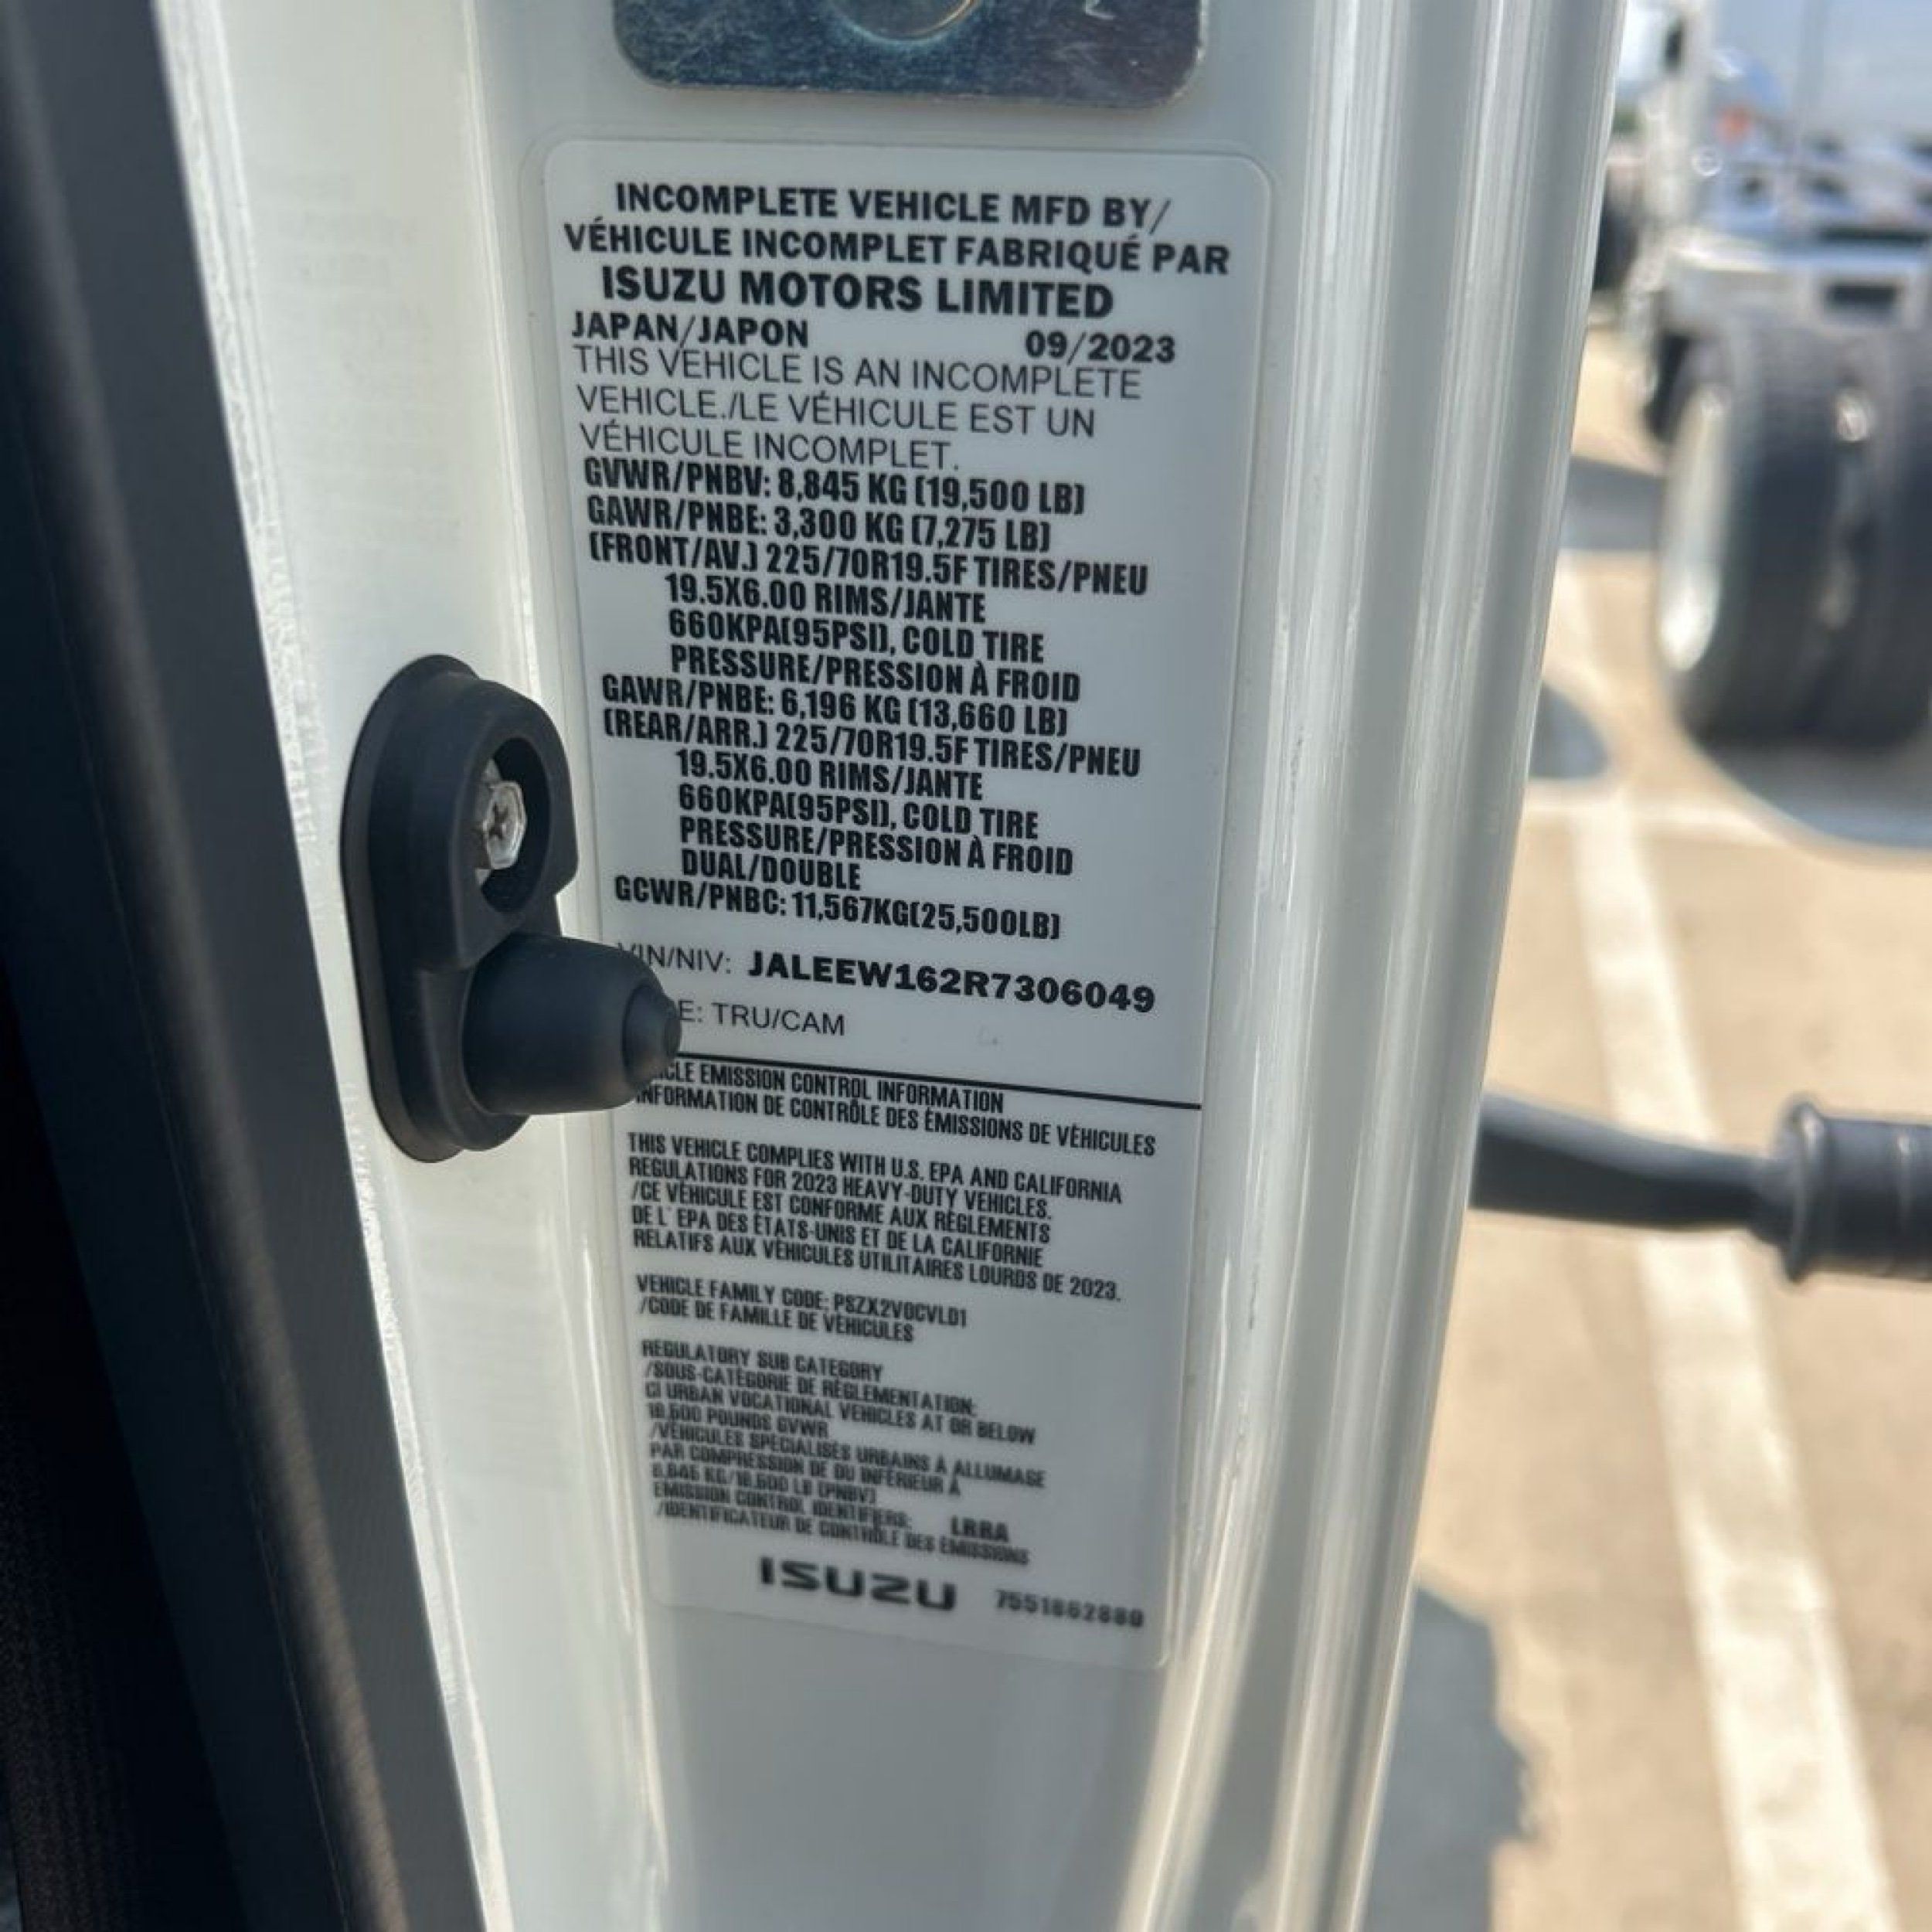 INCOMPLETE VEHICLE MFD BY/
VÉHICULE INCOMPLET FABRIQUÉ PAR
ISUZU MOTORS LIMITED
JAPAN/JAPON 09/2023
THIS VEHICLE IS AN INCOMPLETE
VEHICLE./LE VÉHICULE EST UN
VÉHICULE INCOMPLET.
GVWR/PNBV: 8,845 KG (19,500 LB)
GAWR/PNBE: 3,300 KG (7,275 LB)
(FRONT/AV.) 225/70R19.5F TIRES/PNEU
19.5X6.00 RIMS/JANTE
660KPA(95PSI), COLD TIRE
PRESSURE/PRESSION À FROID
GAWR/PNBE: 6,196 KG (13,660 LB)
(REAR/ARR.) 225/70R19.5F TIRES/PNEU
19.5X6.00 RIMS/JANTE
660KPA(95PSI), COLD TIRE
PRESSURE/PRESSION À FROID
DUAL/DOUBLE
GCWR/PNBC: 11,567KG(25,500LB)
VIN/NIV: JALEEW162R7306049
E: TRU/CAM
CLE EMISSION CONTROL INFORMATION
INFORMATION DE CONTRÔLE DES ÉMISSIONS DE VÉHICULES
THIS VEHICLE COMPLIES WITH U.S. EPA AND CALIFORNIA
REGULATIONS FOR 2023 HEAVY-DUTY VEHICLES.
/CE VÉHICULE EST CONFORME AUX RÈGLEMENTS
DE L' EPA DES ÉTATS-UNIS ET DE LA CALIFORNIE
RELATIFS AUX VÉHICULES UTILITAIRES LOURDS DE 2023.
VEHICLE FAMILY CODE: PSZX2VOCVLD1
/CODE DE FAMILLE DE VÉHICULES
REGULATORY SUB CATEGORY
/SOUS-CATÉGORIE DE RÈGLEMENTATION:
CI URBAN VOCATIONAL VEHICLES AT OR BELOW
19,500 POUNDS GVWR
/VÉHICULES SPÉCIALISÉS URBAINS À ALLUMAGE
PAR COMPRESSION DE OU INFÉRIEUR À
8,845 KG/19,500 LB (PNBV)
EMISSION CONTROL IDENTIFIERS: LRRA
/IDENTIFICATEUR DE CONTRÔLE DES ÉMISSIONS
ISUZU 7551862880